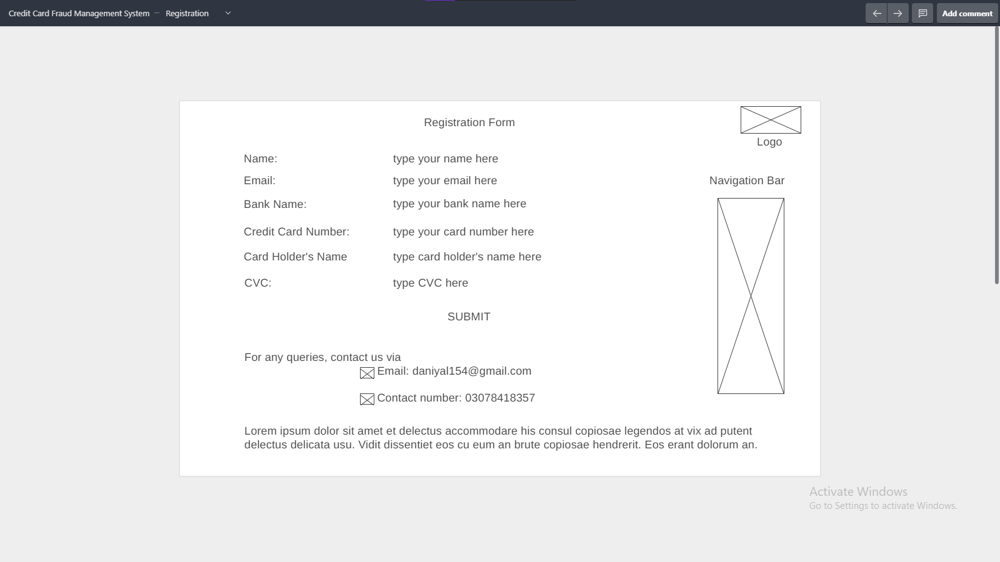 Credit Card Fraud Management System – Registration
Add comment
Registration Form
Logo
Name: type your name here
Email: type your email here
Navigation Bar
Bank Name: type your bank name here
Credit Card Number: type your card number here
Card Holder's Name type card holder's name here
CVC: type CVC here
SUBMIT
For any queries, contact us via
Email: daniyal154@gmail.com
Contact number: 03078418357
Lorem ipsum dolor sit amet et delectus accommodare his consul copiosae legendos at vix ad putent
delectus delicata usu. Vidit dissentiet eos cu eum an brute copiosae hendrerit. Eos erant dolorum an.
Activate Windows
Go to Settings to activate Windows.